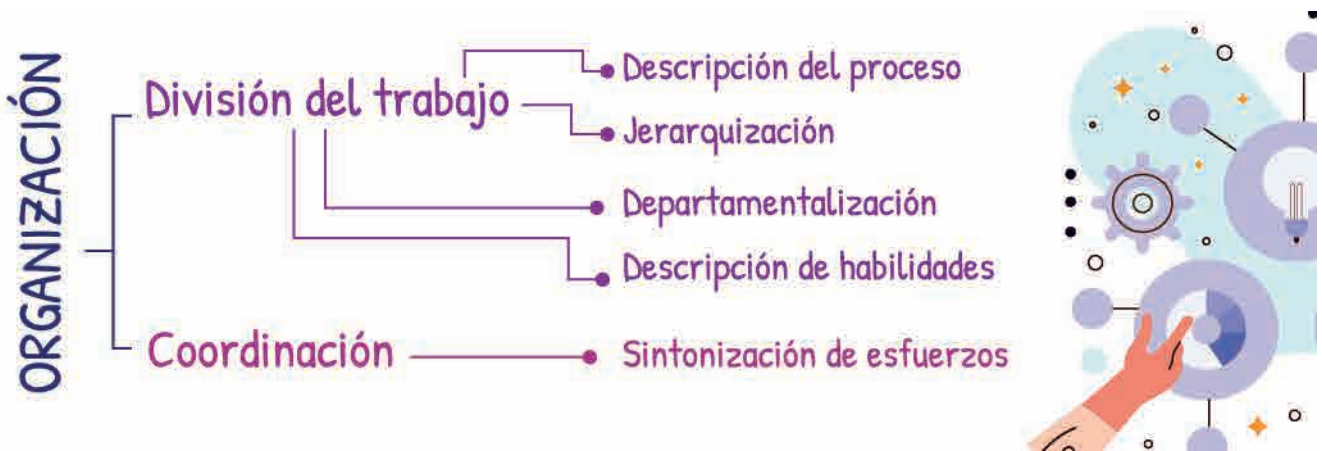 ORGANIZACIÓN
División del trabajo
Descripción del proceso
Jerarquización
Departamentalización
Descripción de habilidades
Coordinación
Sintonización de esfuerzos